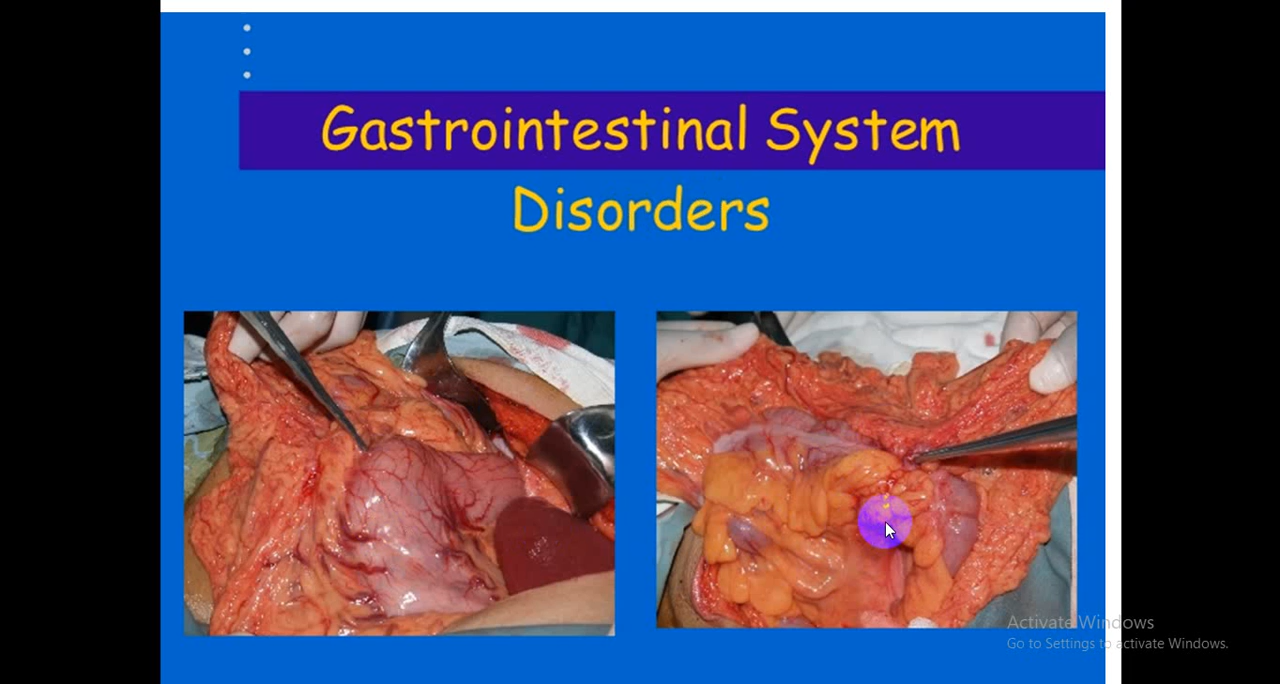 Gastrointestinal System
Disorders
Activate Windows
Go to Settings to activate Windows.